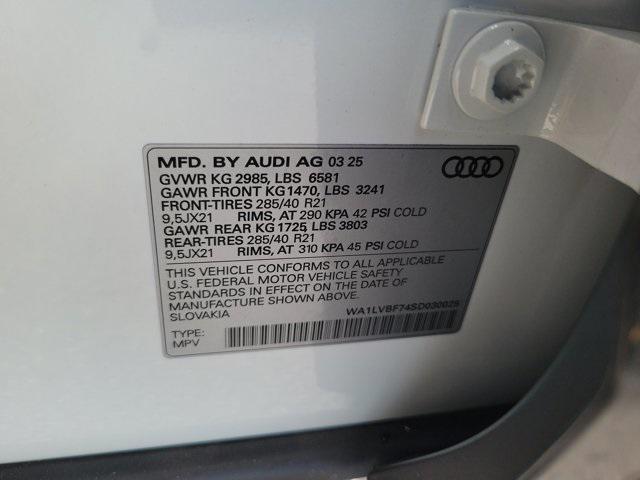 MFD. BY AUDI AG 03 25
GVWR KG 2985, LBS 6581
GAWR FRONT KG 1470, LBS 3241
FRONT-TIRES 285/40 R21
9,5JX21 RIMS, AT 290 KPA 42 PSI COLD
GAWR REAR KG 1725, LBS 3803
REAR-TIRES 285/40 R21
9,5JX21 RIMS, AT 310 KPA 45 PSI COLD
THIS VEHICLE CONFORMS TO ALL APPLICABLE
U.S. FEDERAL MOTOR VEHICLE SAFETY
STANDARDS IN EFFECT ON THE DATE OF
MANUFACTURE SHOWN ABOVE.
SLOVAKIA
WA1LVBF74SD030025
TYPE:
MPV